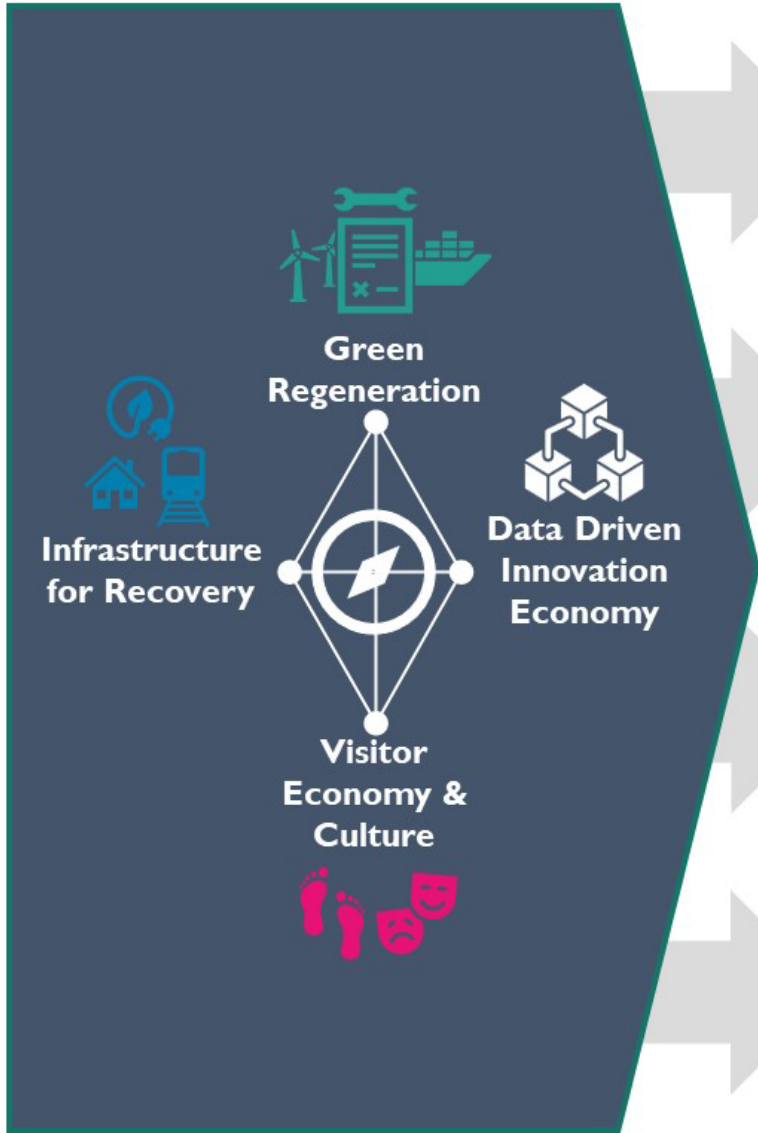 Green
Regeneration
Infrastructure
for Recovery
Data Driven
Innovation
Economy
Visitor
Economy &
Culture